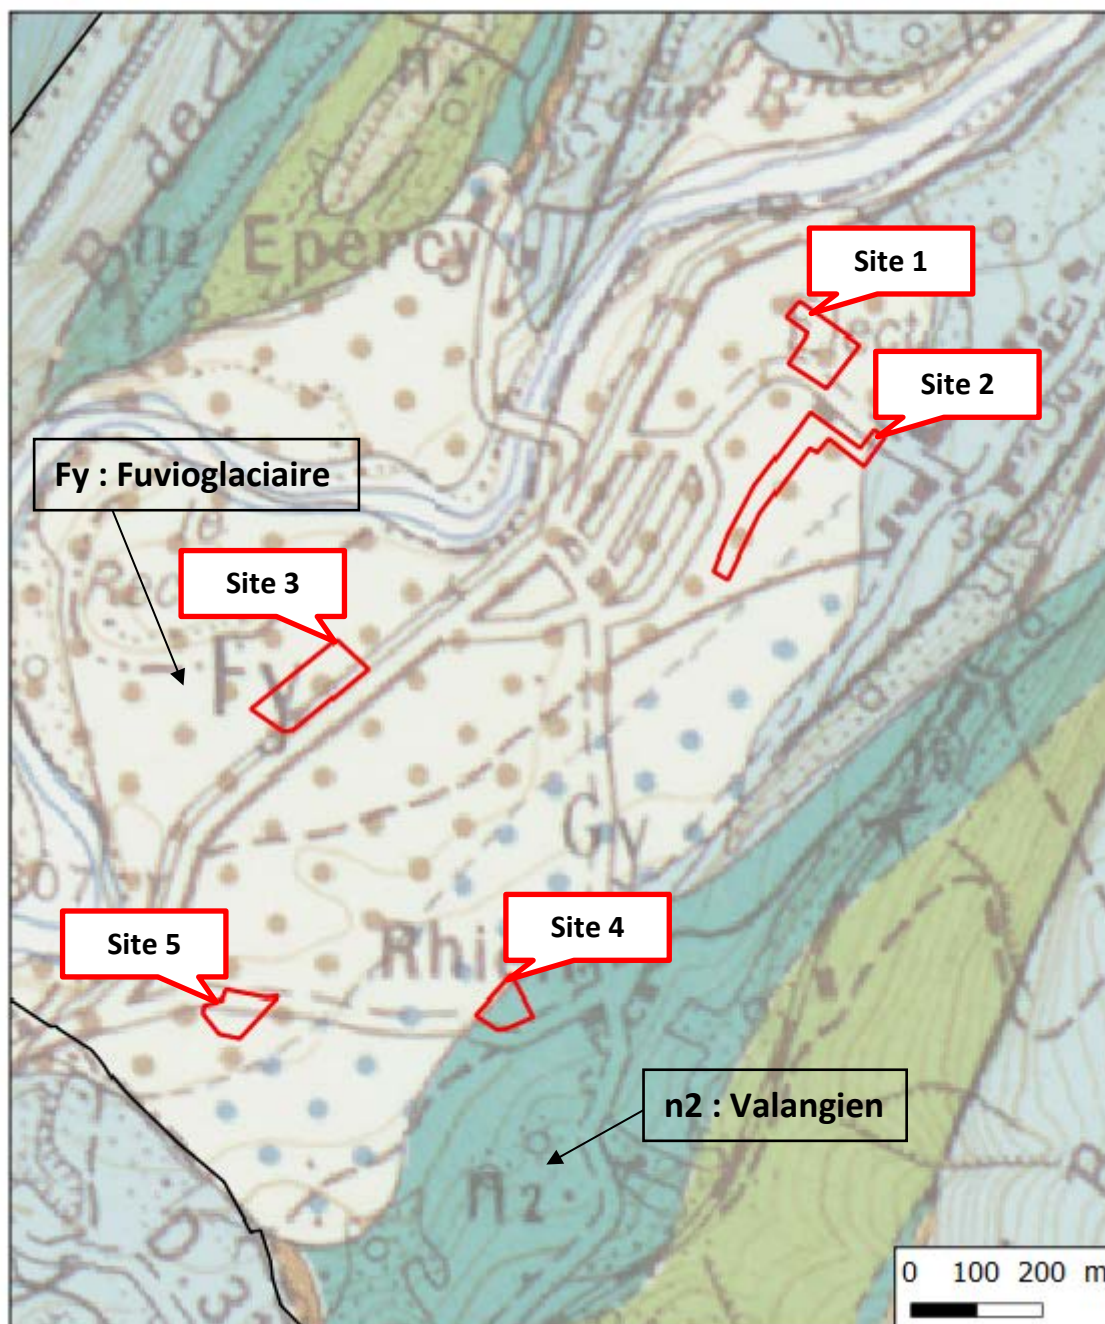 Epercy
Site 1
Site 2
Fy : Fuvioglaciaire
Site 3
Fy
Gy
307
Site 4
Site 5
Rhi
n2 : Valangien
n2
D
0 100 200 m